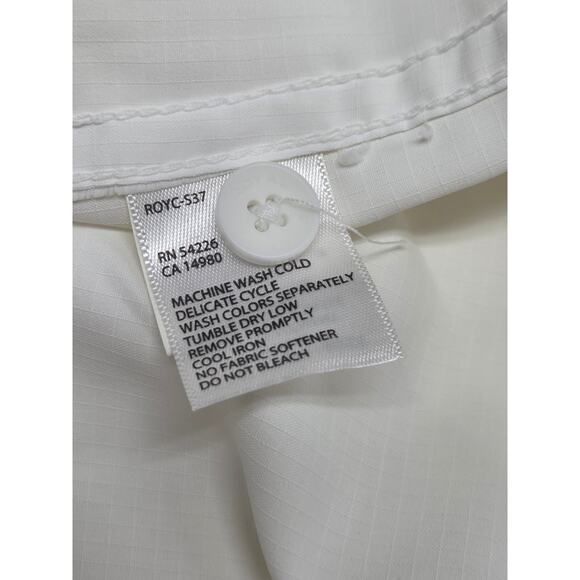 ROYC-S37
RN 54226
CA 14980
MACHINE WASH COLD
DELICATE CYCLE
WASH COLORS SEPARATELY
TUMBLE DRY LOW
REMOVE PROMPTLY
COOL IRON
NO FABRIC SOFTENER
DO NOT BLEACH